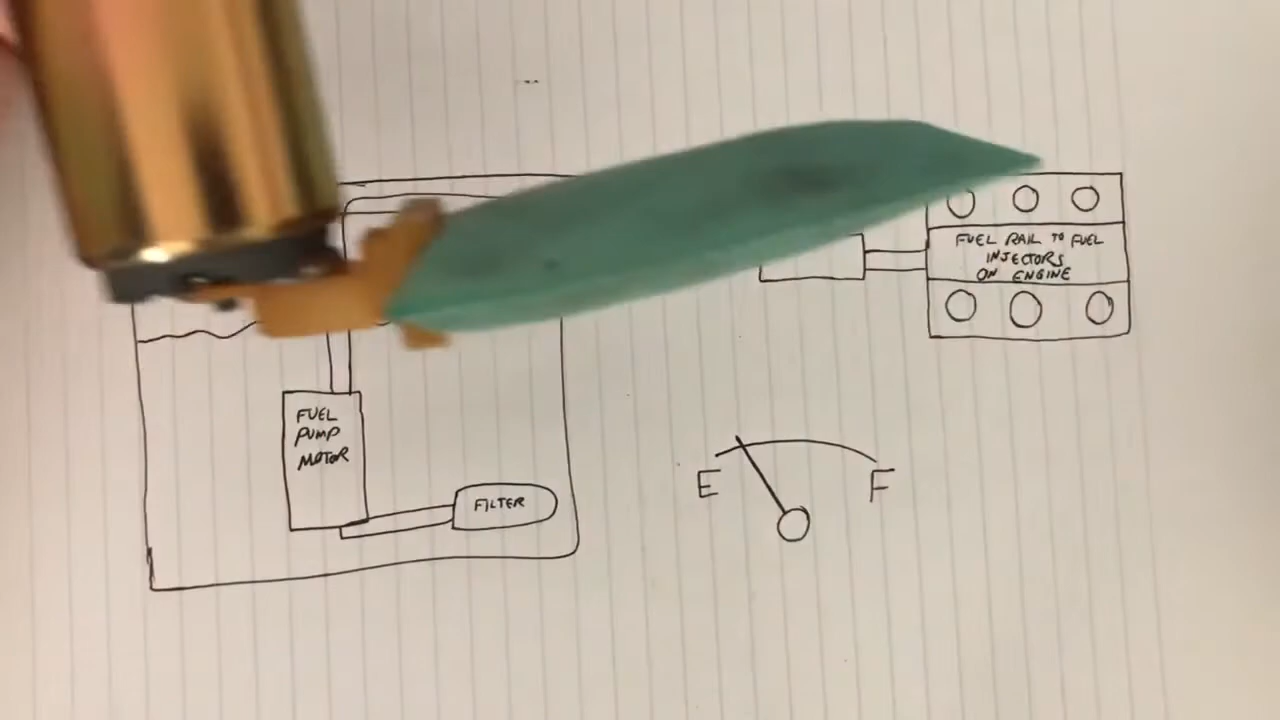 FUEL RAIL TO FUEL
INJECTORS
ON ENGINE
FUEL
PUMP
MOTOR
FILTER
E
F